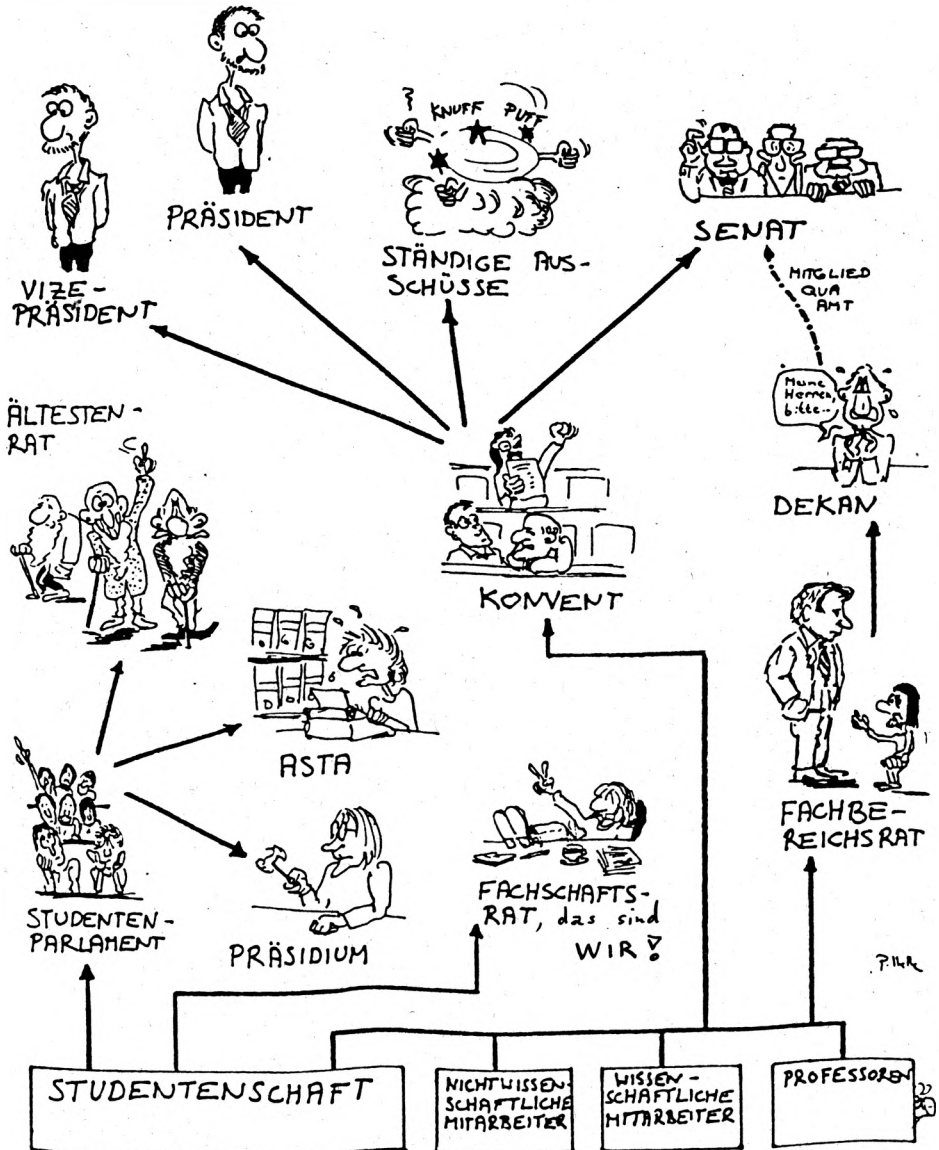 KNUFF PUFF
PRÄSIDENT
VIZE-
PRÄSIDENT
STÄNDIGE AUS-
SCHÜSSE
SENAT
MITGLIED
QUA
AMT
Meine
Herren,
bitte..
DEKAN
ÄLTESTEN-
RAT
KONVENT
ASTA
FACHBE-
REICHSRAT
STUDENTEN-
PARLAMENT
PRÄSIDIUM
FACHSCHAFTS-
RAT, das sind
WIR!
STUDENTENSCHAFT
NICHTWISSEN-
SCHAFTLICHE
MITARBEITER
WISSEN-
SCHAFTLICHE
MITARBEITER
PROFESSOREN